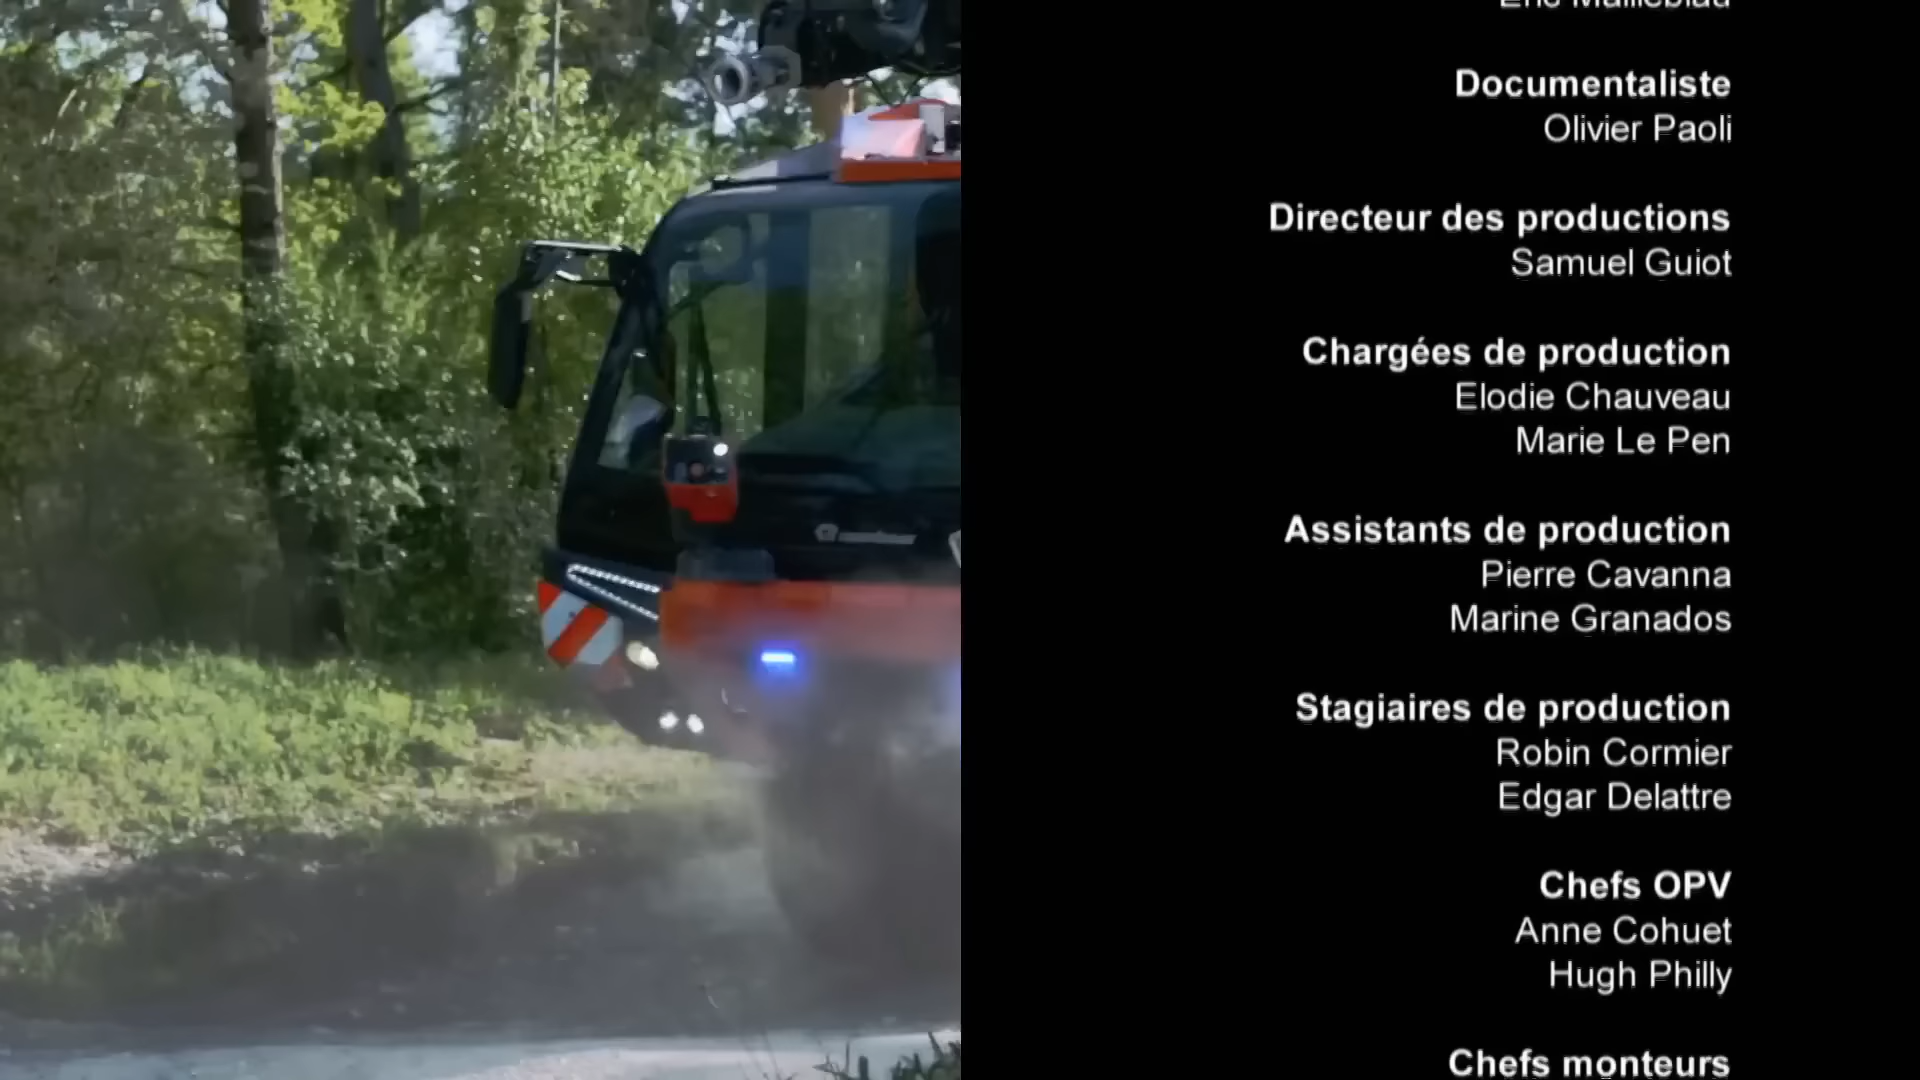 Documentaliste
Olivier Paoli
Directeur des productions
Samuel Guiot
Chargées de production
Elodie Chauveau
Marie Le Pen
Assistants de production
Pierre Cavanna
Marine Granados
Stagiaires de production
Robin Cormier
Edgar Delattre
Chefs OPV
Anne Cohuet
Hugh Philly
Chefs monteurs